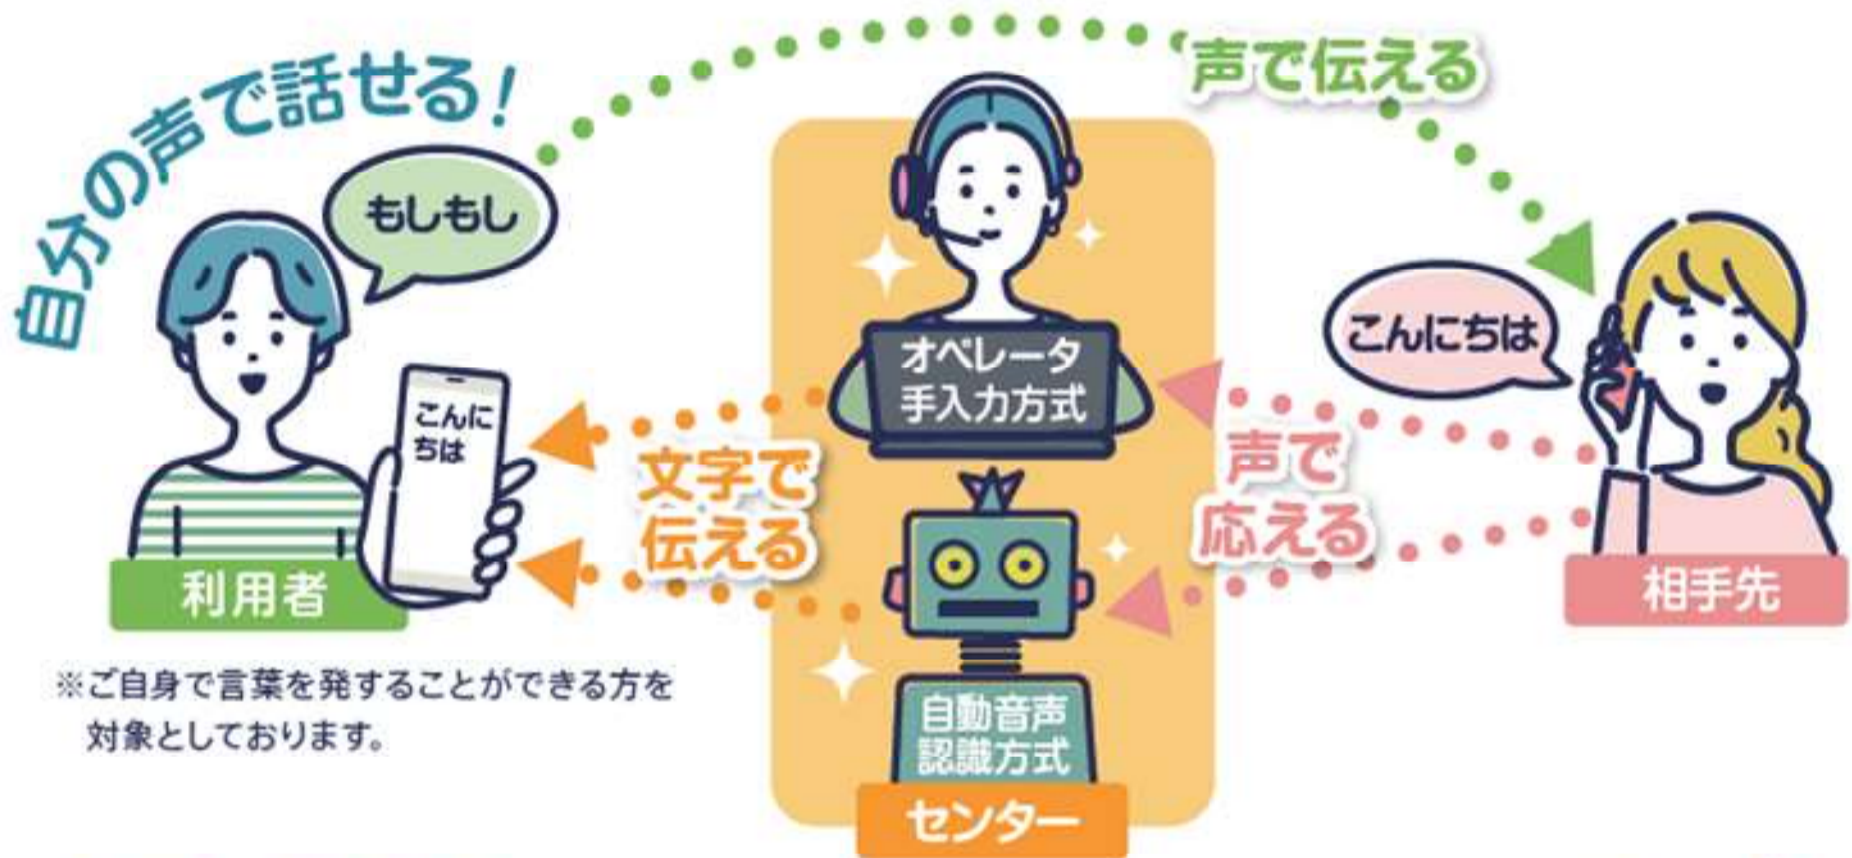 自分の声で話せる!
もしもし
声で伝える
こんにちは
オペレータ
手入力方式
こんに
ちは
文字で
伝える
声で
応える
利用者
相手先
※ご自身で言葉を発することができる方を
対象としております。
自動音声
認識方式
センター